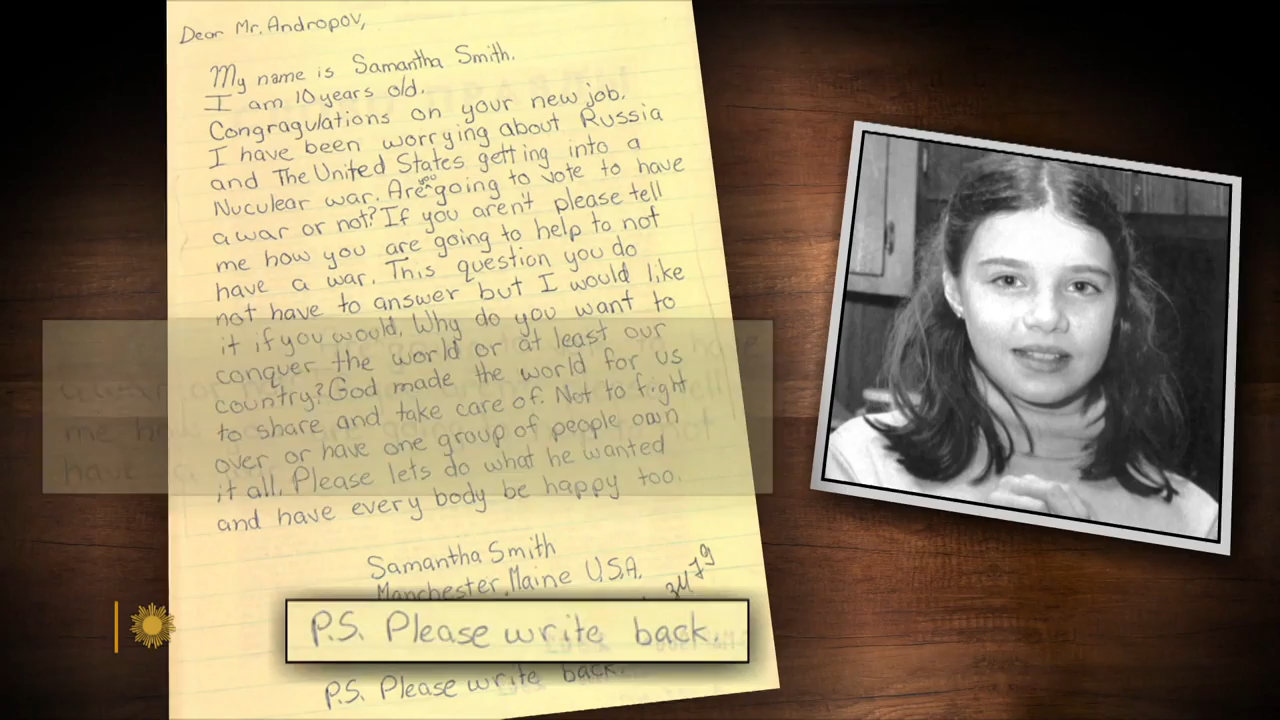 Dear Mr. Andropov,
My name is Samantha Smith.
I am 10 years old.
Congragulations on your new job.
I have been worrying about Russia
and The United States getting into a
Nuculear war. Are you going to vote to have
a war or not? If you aren't please tell
me how you are going to help to not
have a war. This question you do
not have to answer but I would like
it if you would. Why do you want to
conquer the world or at least our
country? God made the world for us
to share and take care of. Not to fight
over or have one group of people own
it all. Please lets do what he wanted
and have every body be happy too.
Samantha Smith
Manchester, Maine U.S.A.
3479
P.S. Please write back.
P.S. Please write back.